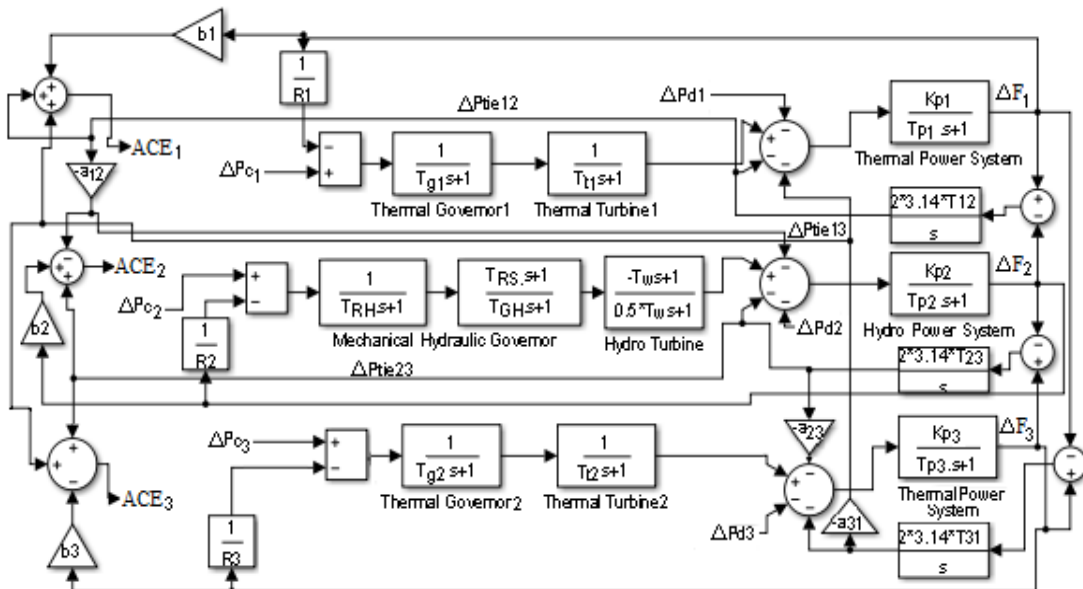 b1
1
R1
ΔPtie12
ΔPd1
Kp1
Tp1 s+1
ΔF1
Thermal Power System
ACE1
-a12
ΔPc1
1
Tg1s+1
Thermal Governor1
1
Tt1s+1
Thermal Turbine1
2*3.14*T12
s
ΔPtie13
ACE2
ΔPc2
1
TRHs+1
TRS.s+1
TGHs+1
Mechanical Hydraulic Governor
-Tws+1
0.5*Tws+1
Hydro Turbine
Kp2
Tp2 s+1
ΔF2
Hydro Power System
ΔPd2
b2
1
R2
ΔPtie23
2*3.14*T23
s
-a23
ΔPc3
1
Tg2s+1
Thermal Governor2
1
Tt2s+1
Thermal Turbine2
Kp3
Tp3.s+1
ΔF3
Thermal Power
System
ACE3
b3
1
R3
ΔPd3
-a31
2*3.14*T31
s